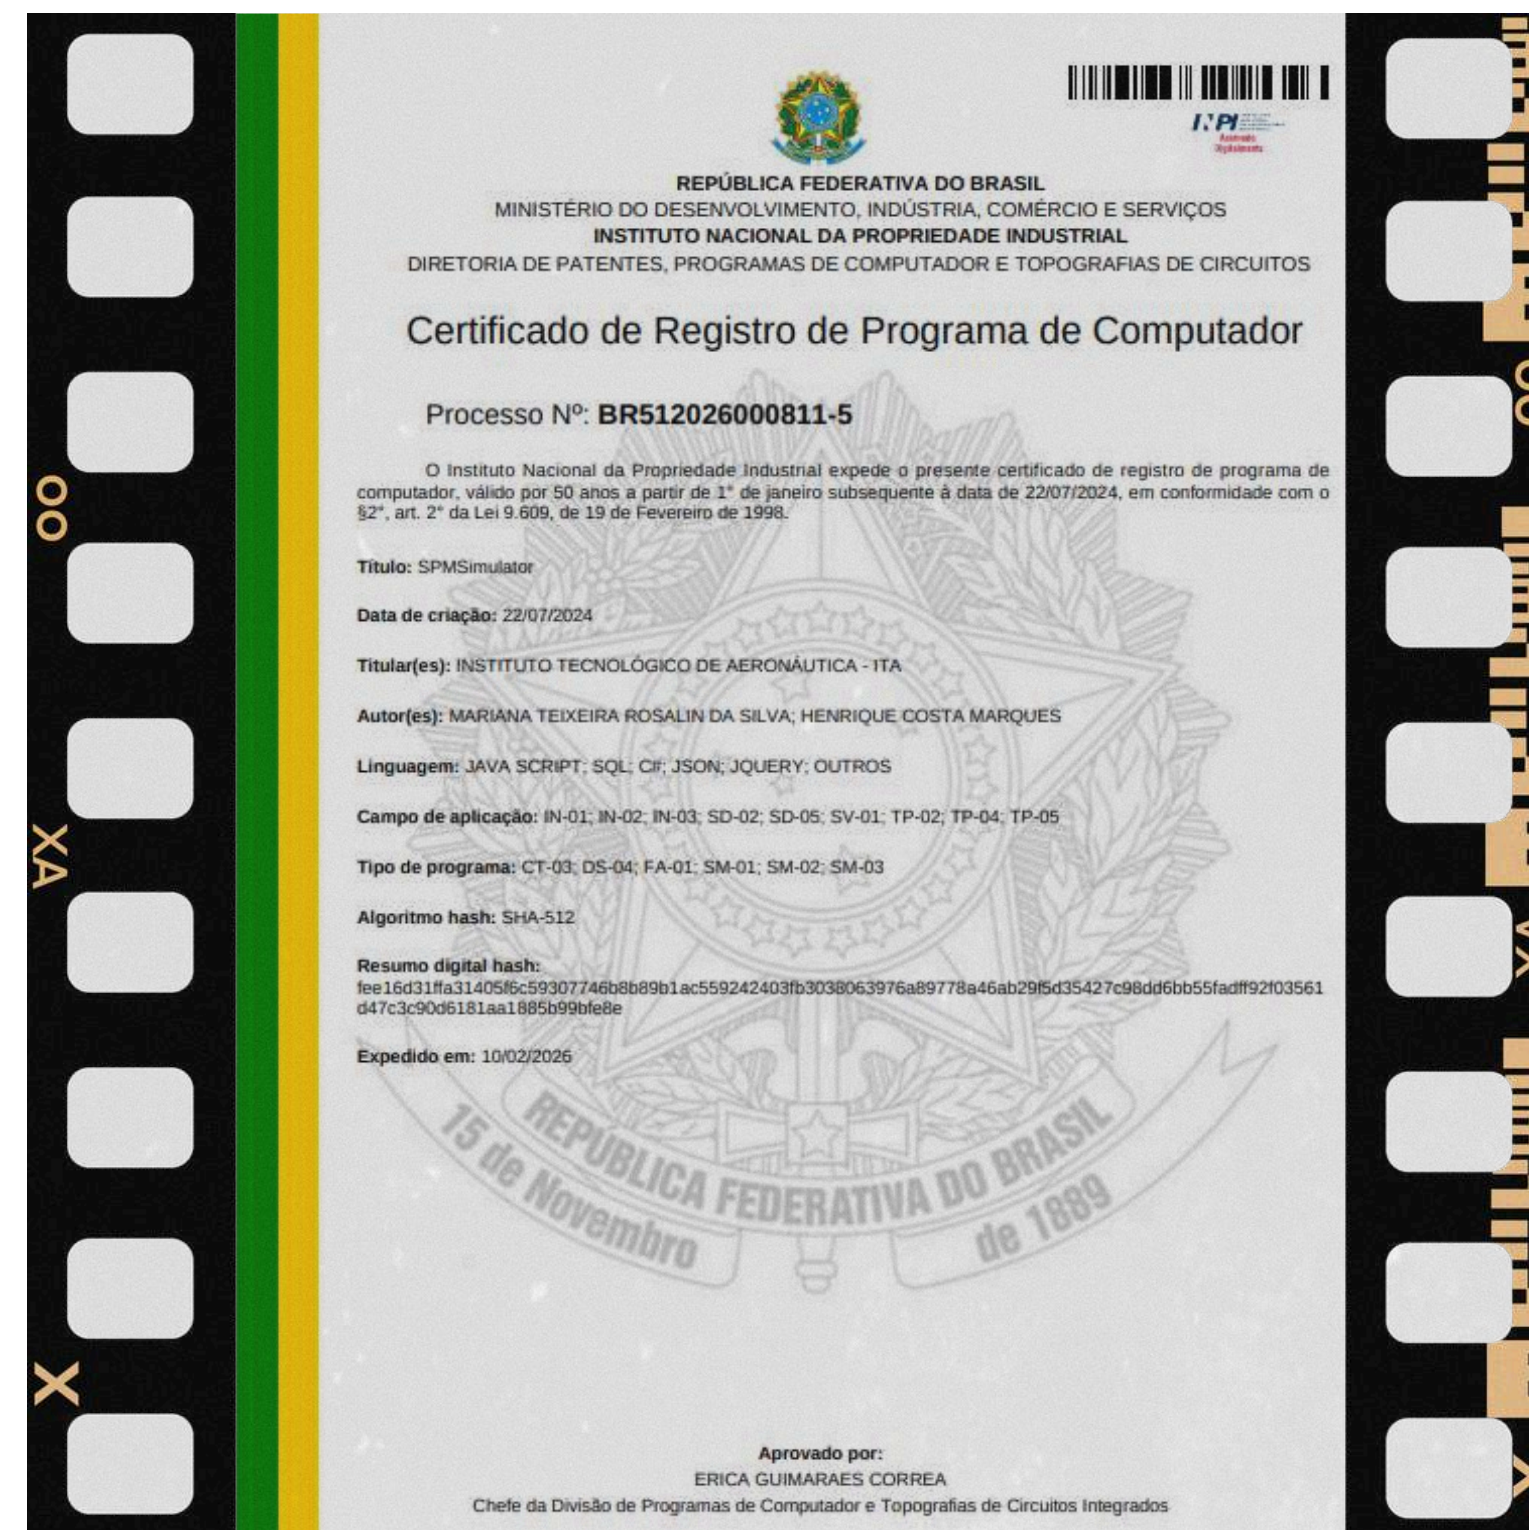 INPI
Assinado
Digitalmente
REPÚBLICA FEDERATIVA DO BRASIL
MINISTÉRIO DO DESENVOLVIMENTO, INDÚSTRIA, COMÉRCIO E SERVIÇOS
INSTITUTO NACIONAL DA PROPRIEDADE INDUSTRIAL
DIRETORIA DE PATENTES, PROGRAMAS DE COMPUTADOR E TOPOGRAFIAS DE CIRCUITOS
Certificado de Registro de Programa de Computador
Processo Nº: BR512026000811-5
O Instituto Nacional da Propriedade Industrial expede o presente certificado de registro de programa de
computador, válido por 50 anos a partir de 1° de janeiro subsequente à data de 22/07/2024, em conformidade com o
§2°, art. 2° da Lei 9.609, de 19 de Fevereiro de 1998.
Título: SPMSimulator
Data de criação: 22/07/2024
Titular(es): INSTITUTO TECNOLÓGICO DE AERONÁUTICA - ITA
Autor(es): MARIANA TEIXEIRA ROSALIN DA SILVA; HENRIQUE COSTA MARQUES
Linguagem: JAVA SCRIPT; SQL; C#; JSON; JQUERY; OUTROS
Campo de aplicação: IN-01; IN-02; IN-03; SD-02; SD-05; SV-01; TP-02; TP-04; TP-05
Tipo de programa: CT-03; DS-04; FA-01; SM-01; SM-02; SM-03
Algoritmo hash: SHA-512
Resumo digital hash:
fee16d31ffa31405f6c59307746b8b89b1ac559242403fb3038063976a89778a46ab29f5d35427c98dd6bb55fadff92f03561
d47c3c90d6181aa1885b99bfe8e
Expedido em: 10/02/2026
REPÚBLICA FEDERATIVA DO BRASIL
15 de Novembro de 1889
Aprovado por:
ERICA GUIMARAES CORREA
Chefe da Divisão de Programas de Computador e Topografias de Circuitos Integrados
OO
XA
X